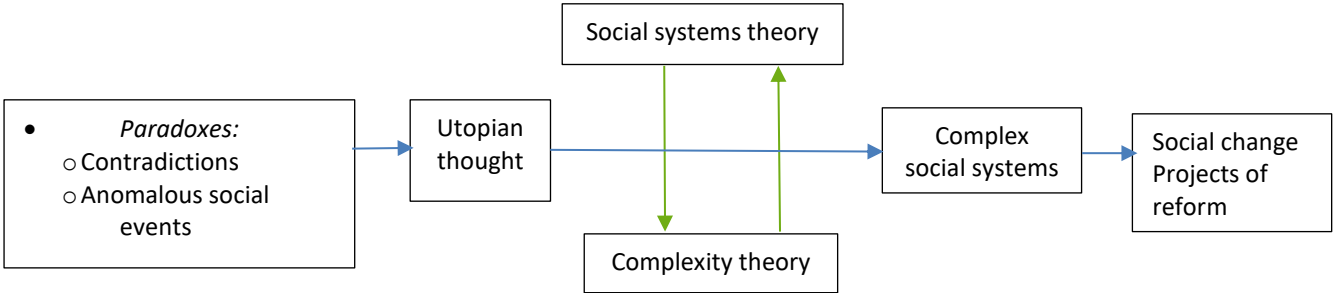 Social systems theory
• Paradoxes:
o Contradictions
o Anomalous social
events
Utopian
thought
Complex
social systems
Social change
Projects of
reform
Complexity theory